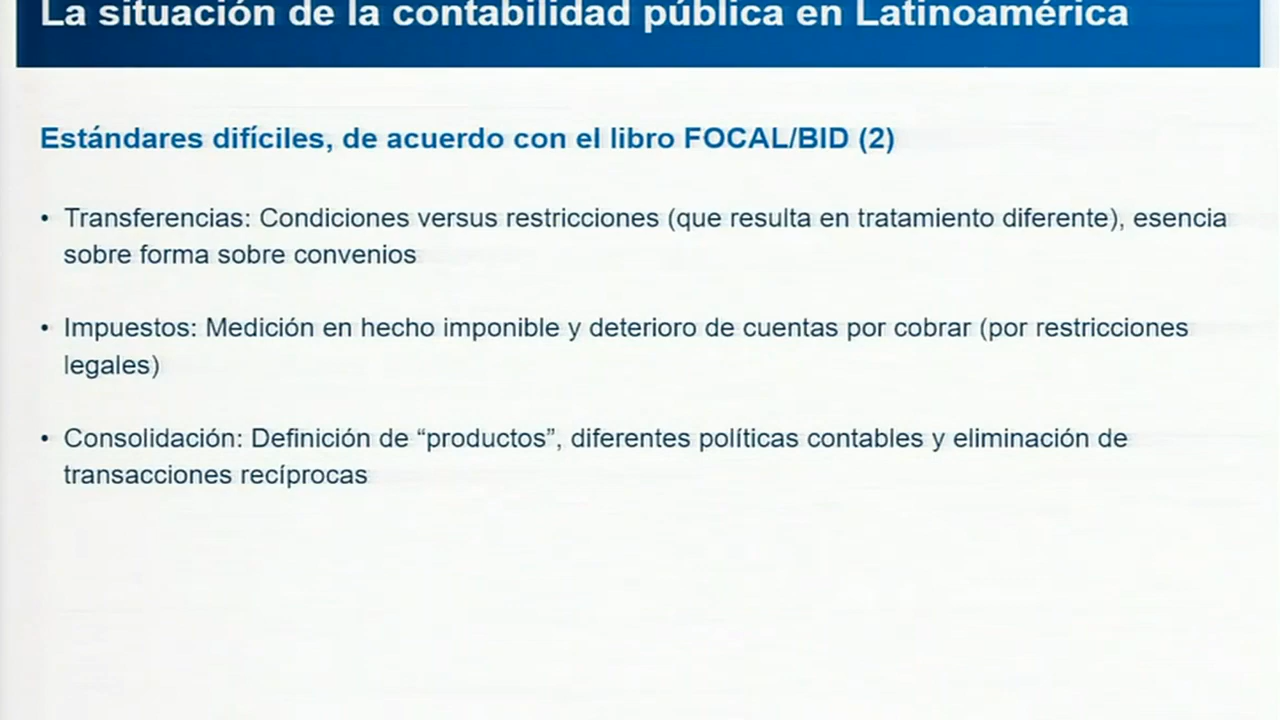 La situación de la contabilidad pública en Latinoamérica
Estándares difíciles, de acuerdo con el libro FOCAL/BID (2)
• Transferencias: Condiciones versus restricciones (que resulta en tratamiento diferente), esencia
sobre forma sobre convenios
• Impuestos: Medición en hecho imponible y deterioro de cuentas por cobrar (por restricciones
legales)
• Consolidación: Definición de “productos”, diferentes políticas contables y eliminación de
transacciones recíprocas